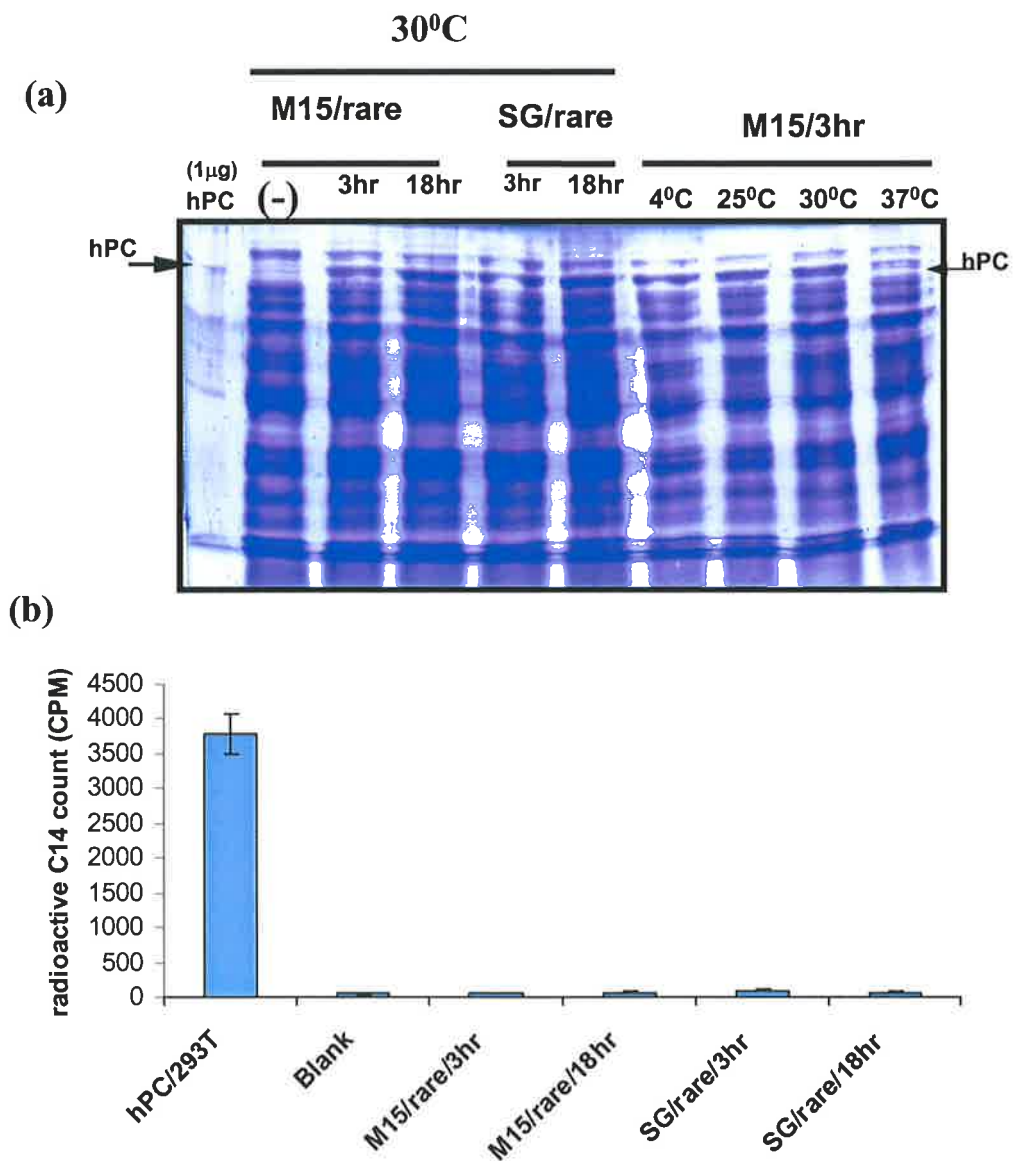 30⁰C
(a)
M15/rare
SG/rare
M15/3hr
(1µg)
hPC
(-)
3hr
18hr
3hr
18hr
4⁰C
25⁰C
30⁰C
37⁰C
hPC
hPC
(b)
radioactive C14 count (CPM)
4500
4000
3500
3000
2500
2000
1500
1000
500
0
hPC/293T
Blank
M15/rare/3hr
M15/rare/18hr
SG/rare/3hr
SG/rare/18hr